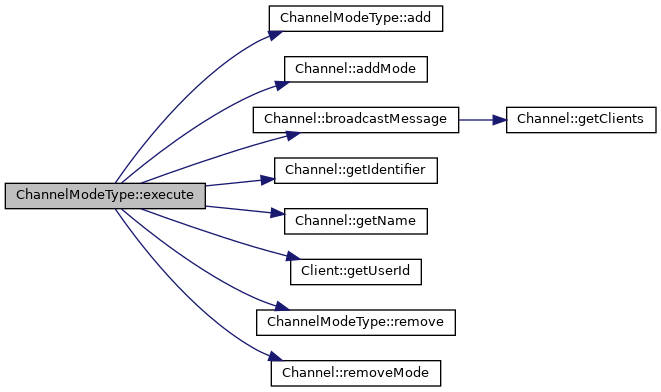 ChannelModeType::add
Channel::addMode
Channel::broadcastMessage
Channel::getClients
Channel::getIdentifier
ChannelModeType::execute
Channel::getName
Client::getUserId
ChannelModeType::remove
Channel::removeMode